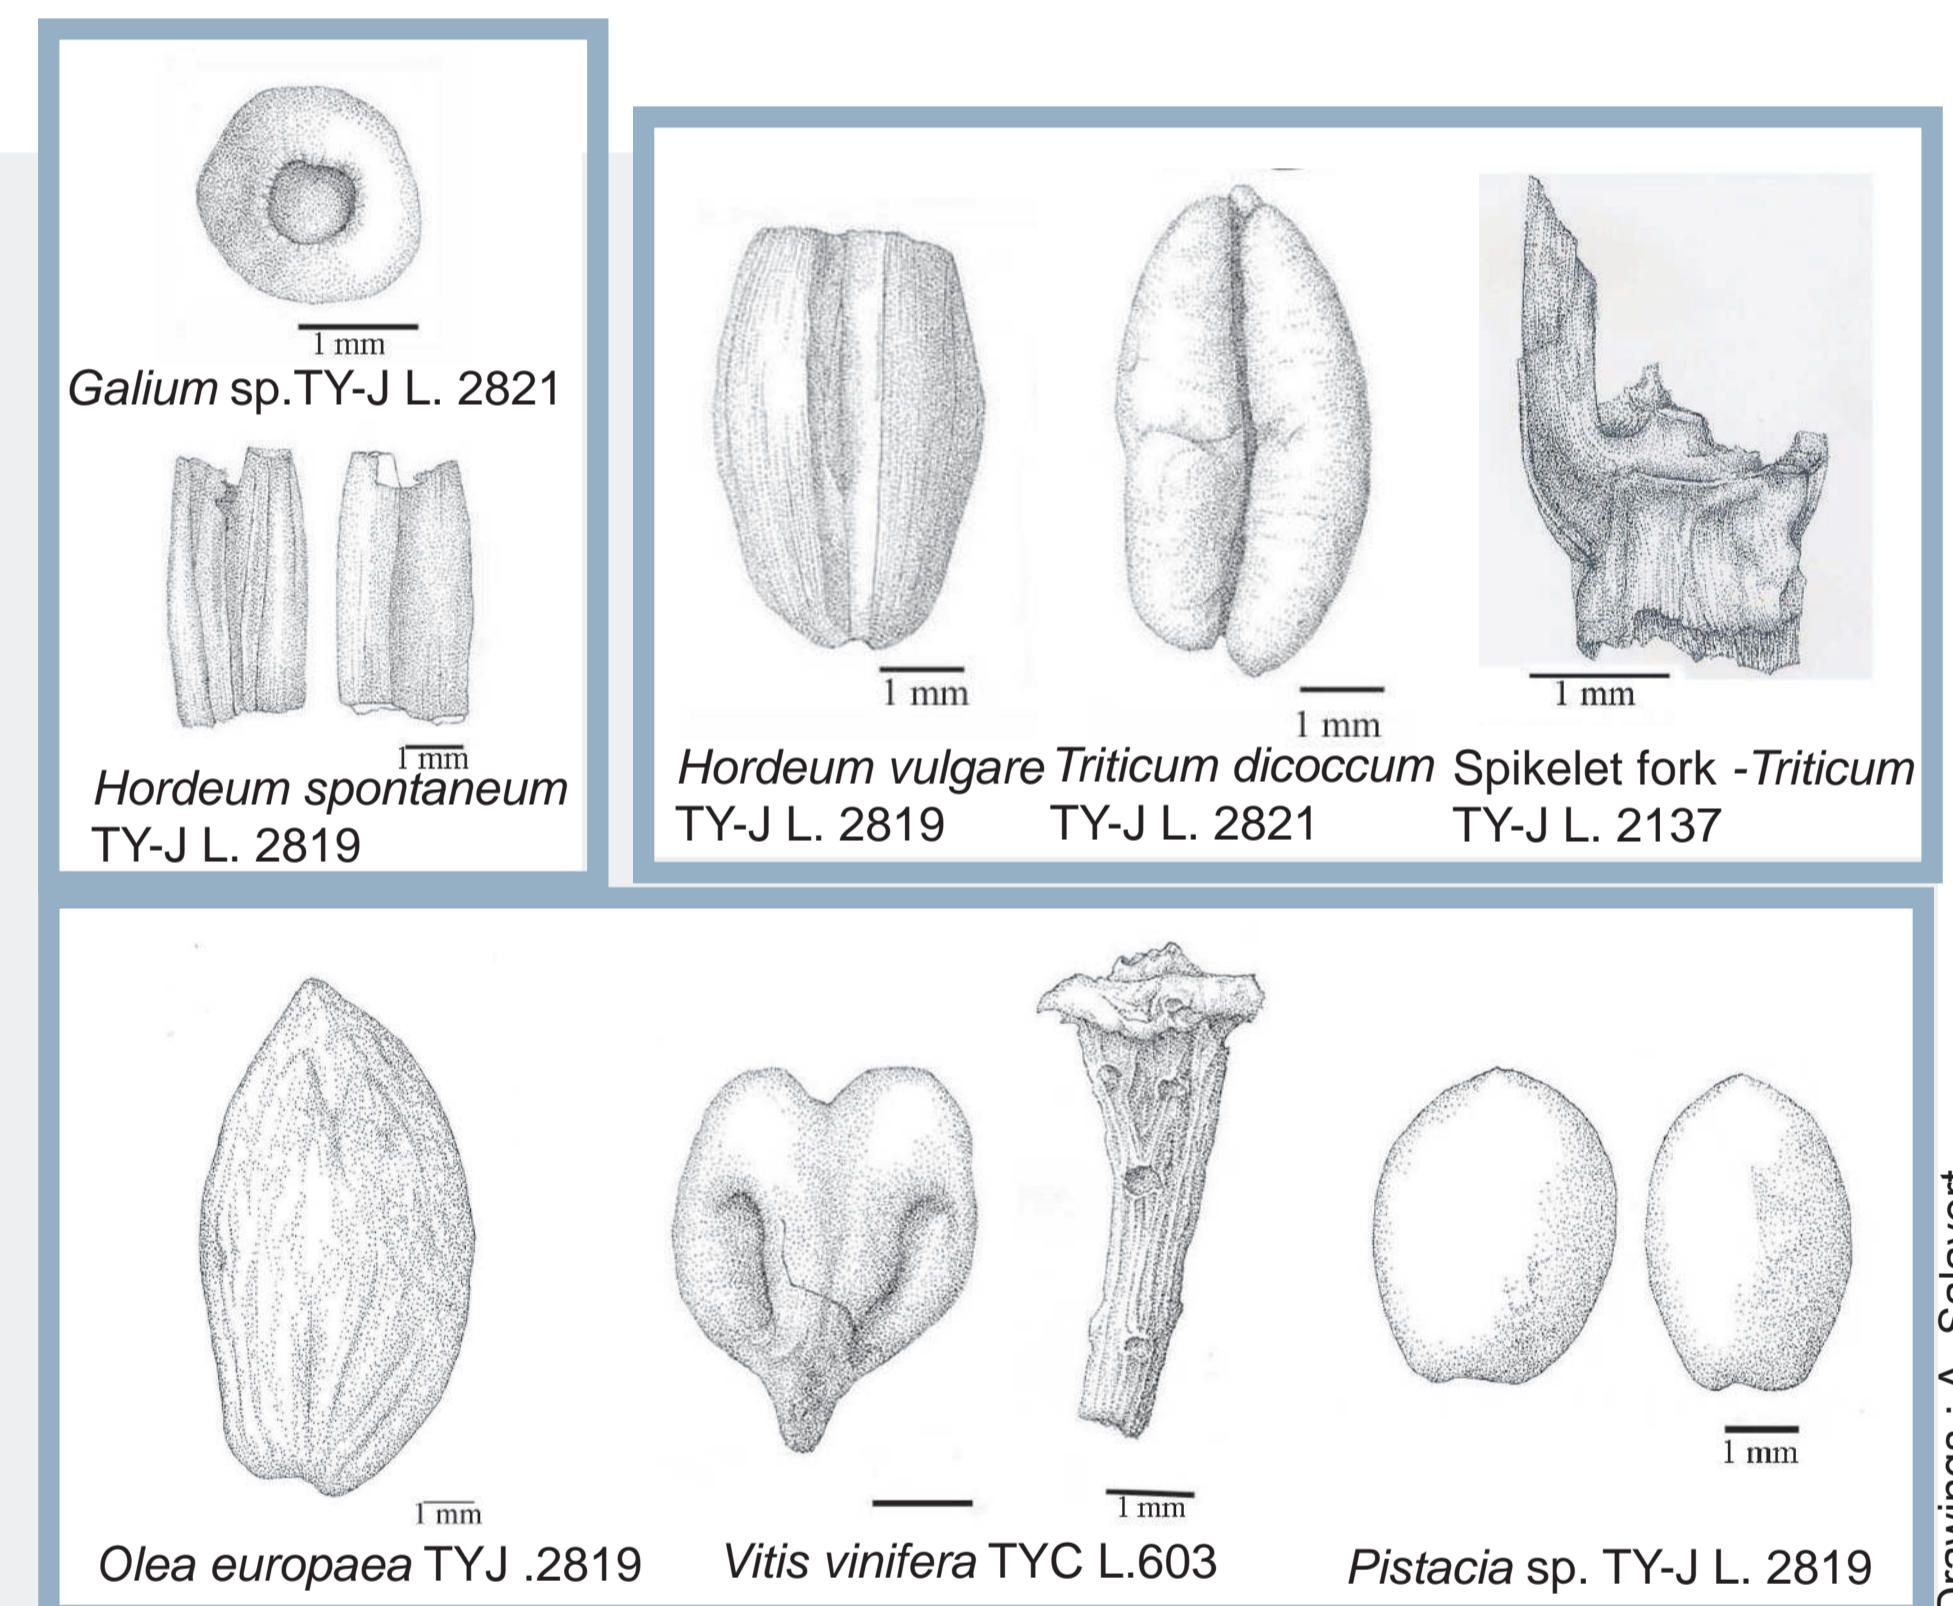 1 mm
Galium sp.TY-J L. 2821
1 mm
Hordeum spontaneum
TY-J L. 2819
1 mm
Hordeum vulgare
TY-J L. 2819
1 mm
Triticum dicoccum
TY-J L. 2821
1 mm
Spikelet fork -Triticum
TY-J L. 2137
1 mm
Olea europaea TYJ .2819
1 mm
Vitis vinifera TYC L.603
1 mm
Pistacia sp. TY-J L. 2819
Drawings : A.